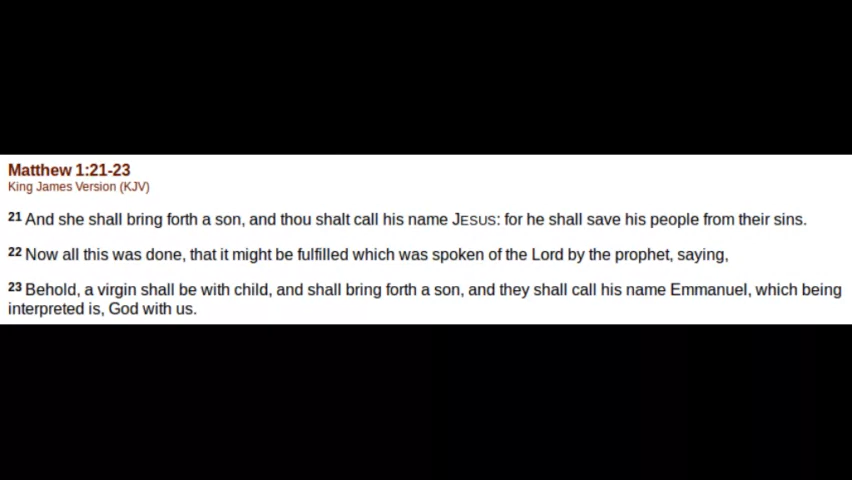 Matthew 1:21-23
King James Version (KJV)
21 And she shall bring forth a son, and thou shalt call his name JESUS: for he shall save his people from their sins.
22 Now all this was done, that it might be fulfilled which was spoken of the Lord by the prophet, saying,
23 Behold, a virgin shall be with child, and shall bring forth a son, and they shall call his name Emmanuel, which being
interpreted is, God with us.